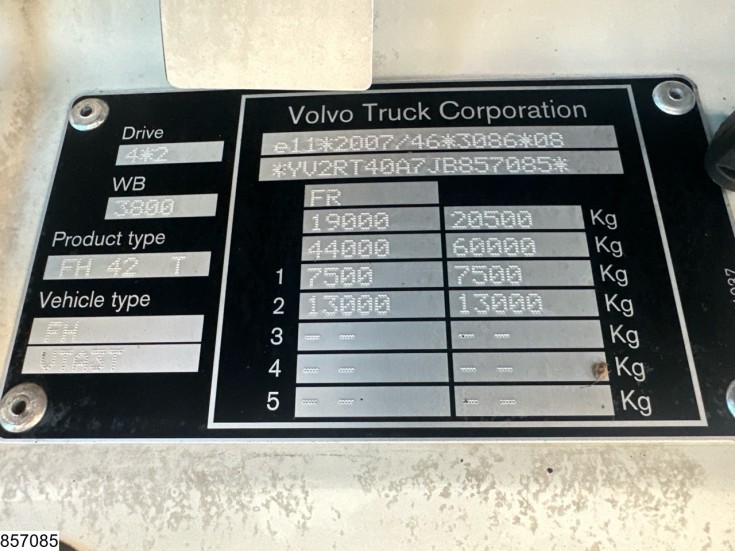 Volvo Truck Corporation
Drive
4*2
WB
3800
Product type
FH 42 T
Vehicle type
FH
VTA3T
e11*2007/46*3086*08
*YV2RT40A7JB857085*
FR
19000 20500 Kg
44000 60000 Kg
1 7500 7500 Kg
2 13000 13000 Kg
3 -- -- -- -- Kg
4 -- -- -- -- Kg
5 -- -- -- -- Kg
857085